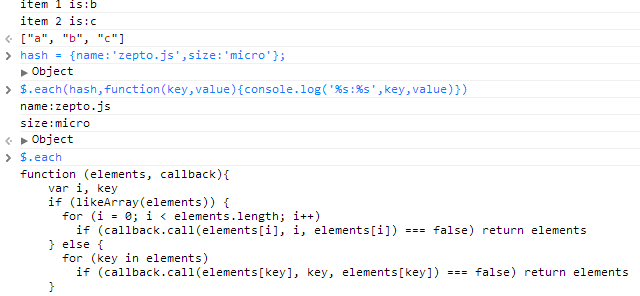 item 1 is:b
item 2 is:c
["a", "b", "c"]
hash = {name:'zepto.js',size:'micro'};
Object
$.each(hash,function(key,value){console.log('%s:%s',key,value)})
name:zepto.js
size:micro
Object
$.each
function (elements, callback){
    var i, key
    if (likeArray(elements)) {
      for (i = 0; i < elements.length; i++)
        if (callback.call(elements[i], i, elements[i]) === false) return elements
    } else {
      for (key in elements)
        if (callback.call(elements[key], key, elements[key]) === false) return elements
    }